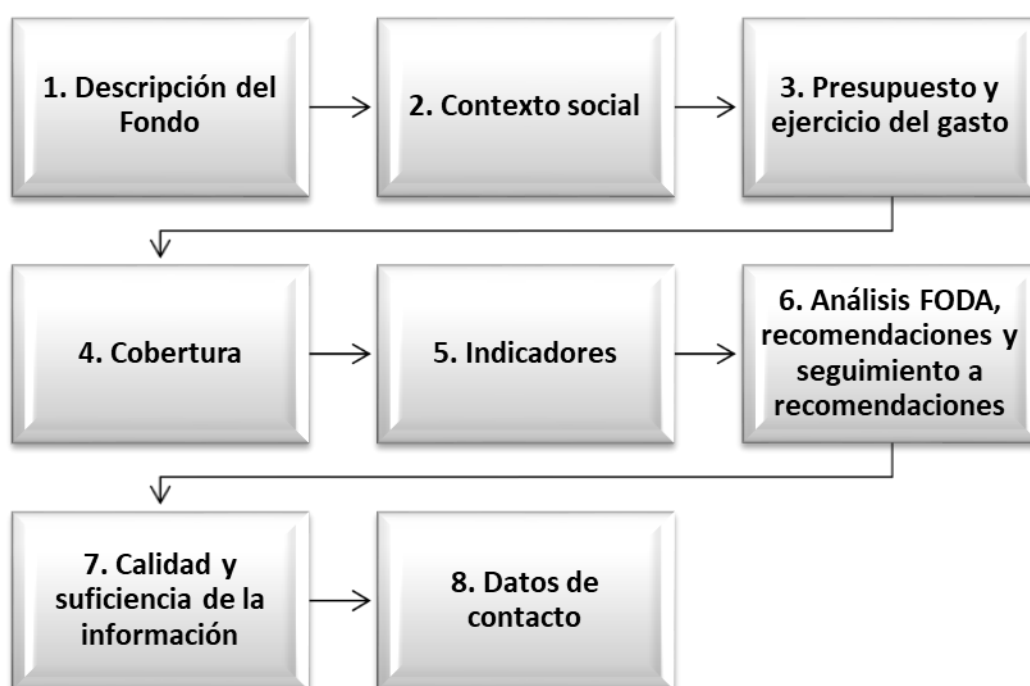 1. Descripción del
Fondo
2. Contexto social
3. Presupuesto y
ejercicio del gasto
4. Cobertura
5. Indicadores
6. Análisis FODA,
recomendaciones y
seguimiento a
recomendaciones
7. Calidad y
suficiencia de la
información
8. Datos de
contacto